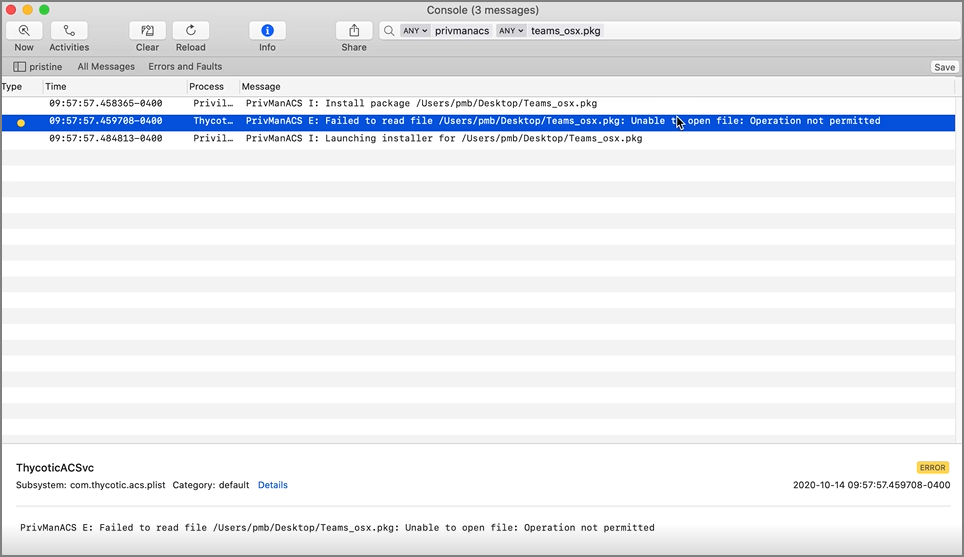 Console (3 messages)
ANY privmanacs ANY teams_osx.pkg
Now Activities Clear Reload Info Share
pristine All Messages Errors and Faults Save
Type Time Process Message
09:57:57.458365-0400 Privil… PrivManACS I: Install package /Users/pmb/Desktop/Teams_osx.pkg
09:57:57.459708-0400 Thycot… PrivManACS E: Failed to read file /Users/pmb/Desktop/Teams_osx.pkg: Unable to open file: Operation not permitted
09:57:57.484813-0400 Privil… PrivManACS I: Launching installer for /Users/pmb/Desktop/Teams_osx.pkg
ThycoticACSvc ERROR
Subsystem: com.thycotic.acs.plist Category: default Details 2020-10-14 09:57:57.459708-0400
PrivManACS E: Failed to read file /Users/pmb/Desktop/Teams_osx.pkg: Unable to open file: Operation not permitted